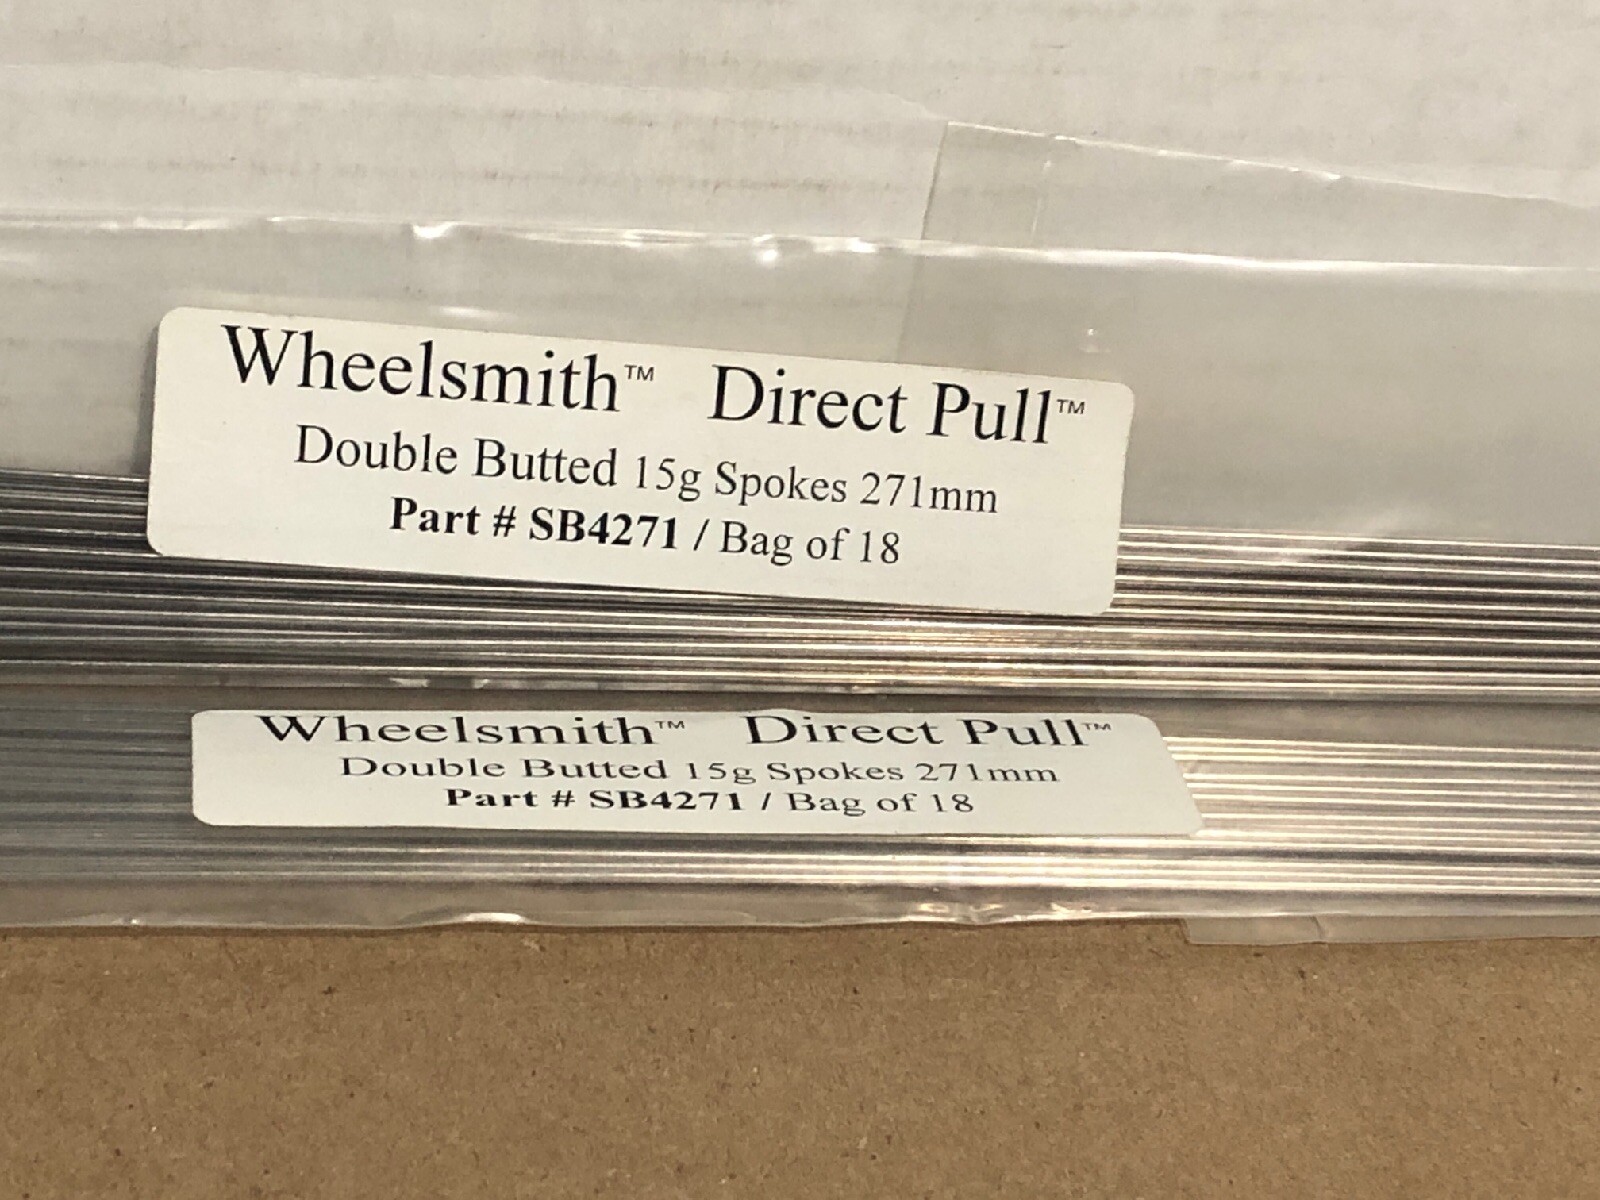 Wheelsmith™ Direct Pull™
Double Butted 15g Spokes 271mm
Part # SB4271 / Bag of 18
Wheelsmith™ Direct Pull™
Double Butted 15g Spokes 271mm
Part # SB4271 / Bag of 18